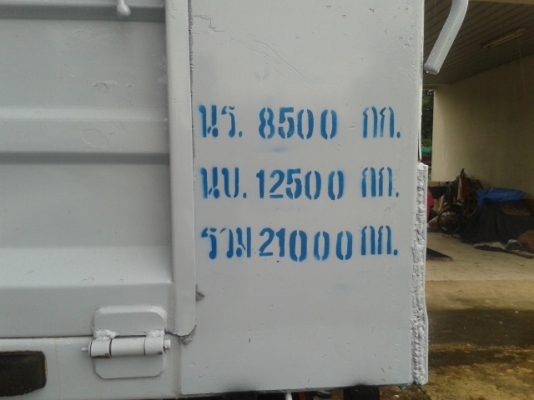 นร. 8500 กก.
นบ. 12500 กก.
รวม 21000 กก.